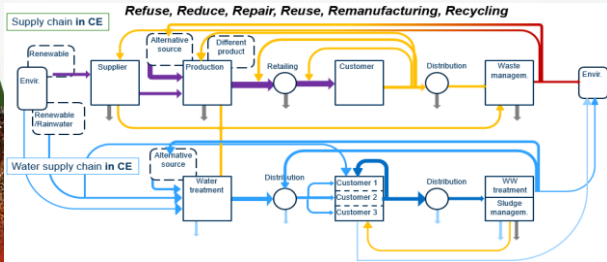 Refuse, Reduce, Repair, Reuse, Remanufacturing, Recycling
Supply chain in CE
Renewable
Alternative
source
Different
product
Envir.
Supplier
Production
Retailing
Customer
Distribution
Waste
managem.
Envir.
Renewable
/Rainwater
Water supply chain in CE
Alternative
source
Water
treatment
Distribution
Customer 1
Customer 2
Customer 3
Distribution
WW
treatment
Sludge
managem.